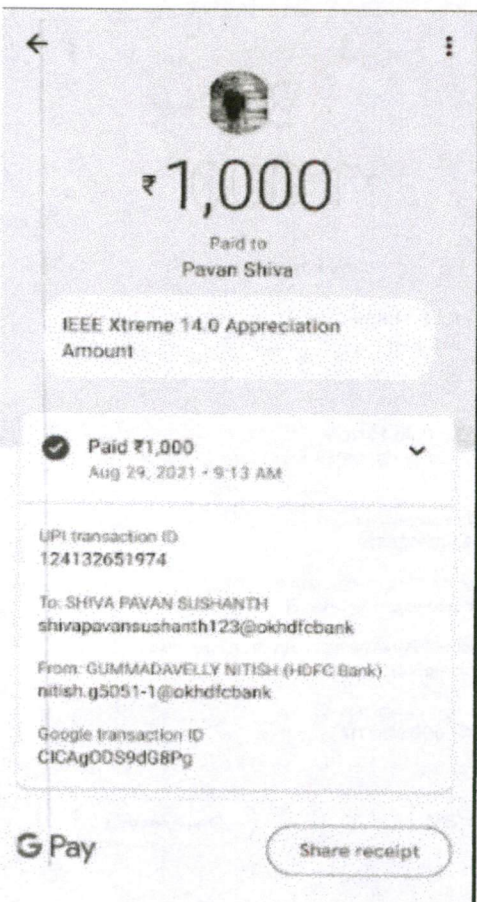 ₹1,000
Paid to
Pavan Shiva
IEEE Xtreme 14.0 Appreciation
Amount
Paid ₹1,000
Aug 29, 2021 • 9:13 AM
UPI transaction ID
124132651974
To: SHIVA PAVAN SUSHANTH
shivapavansushanth123@okhdfcbank
From: GUMMADAVELLY NITISH (HDFC Bank)
nitish.g5051-1@okhdfcbank
Google transaction ID
CICAgODS9dG8Pg
G Pay
Share receipt